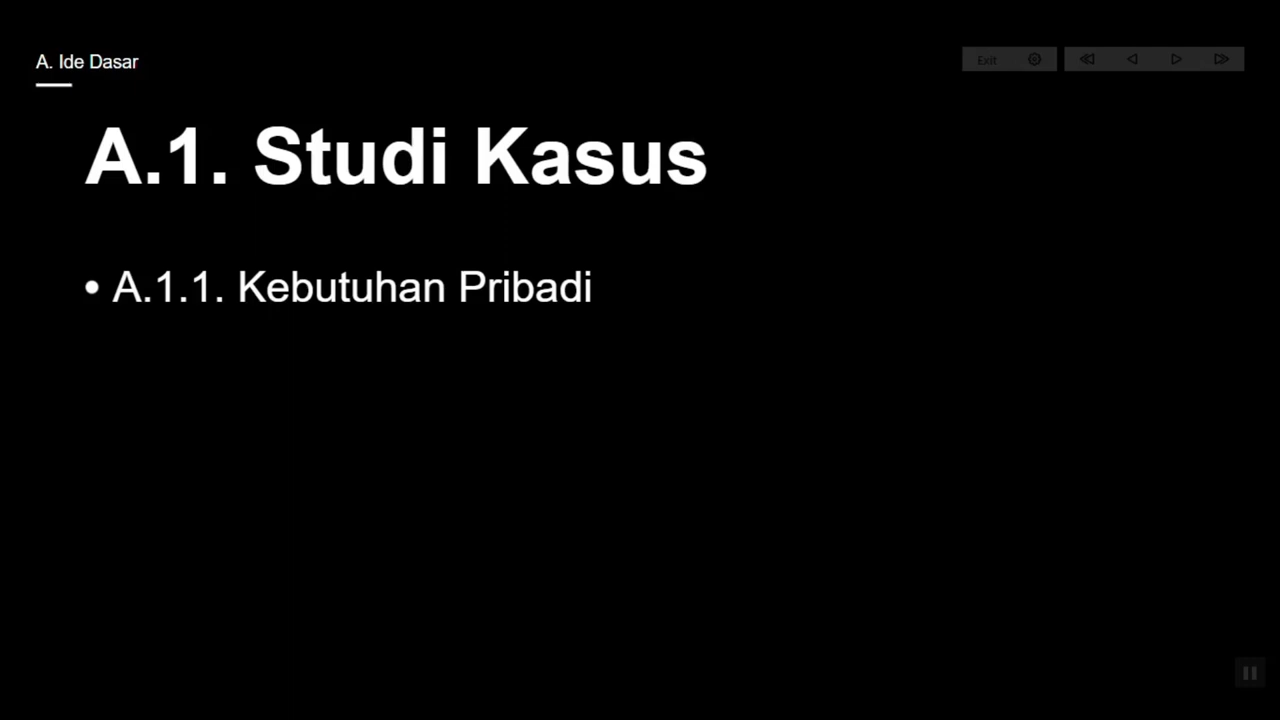 A. Ide Dasar
Exit
A.1. Studi Kasus
• A.1.1. Kebutuhan Pribadi